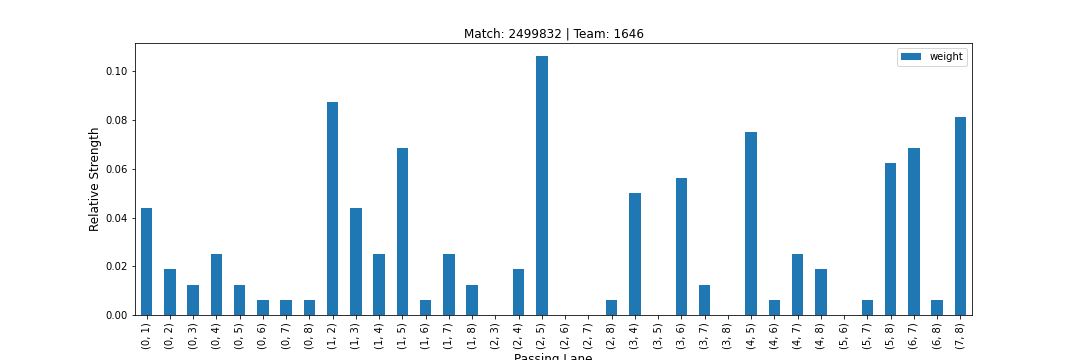 Match: 2499832 | Team: 1646
weight
Relative Strength
0.10
0.08
0.06
0.04
0.02
0.00
(0, 1) (0, 2) (0, 3) (0, 4) (0, 5) (0, 6) (0, 7) (0, 8) (1, 2) (1, 3) (1, 4) (1, 5) (1, 6) (1, 7) (1, 8) (2, 3) (2, 4) (2, 5) (2, 6) (2, 7) (2, 8) (3, 4) (3, 5) (3, 6) (3, 7) (3, 8) (4, 5) (4, 6) (4, 7) (4, 8) (5, 6) (5, 7) (5, 8) (6, 7) (6, 8) (7, 8)
Passing Lane